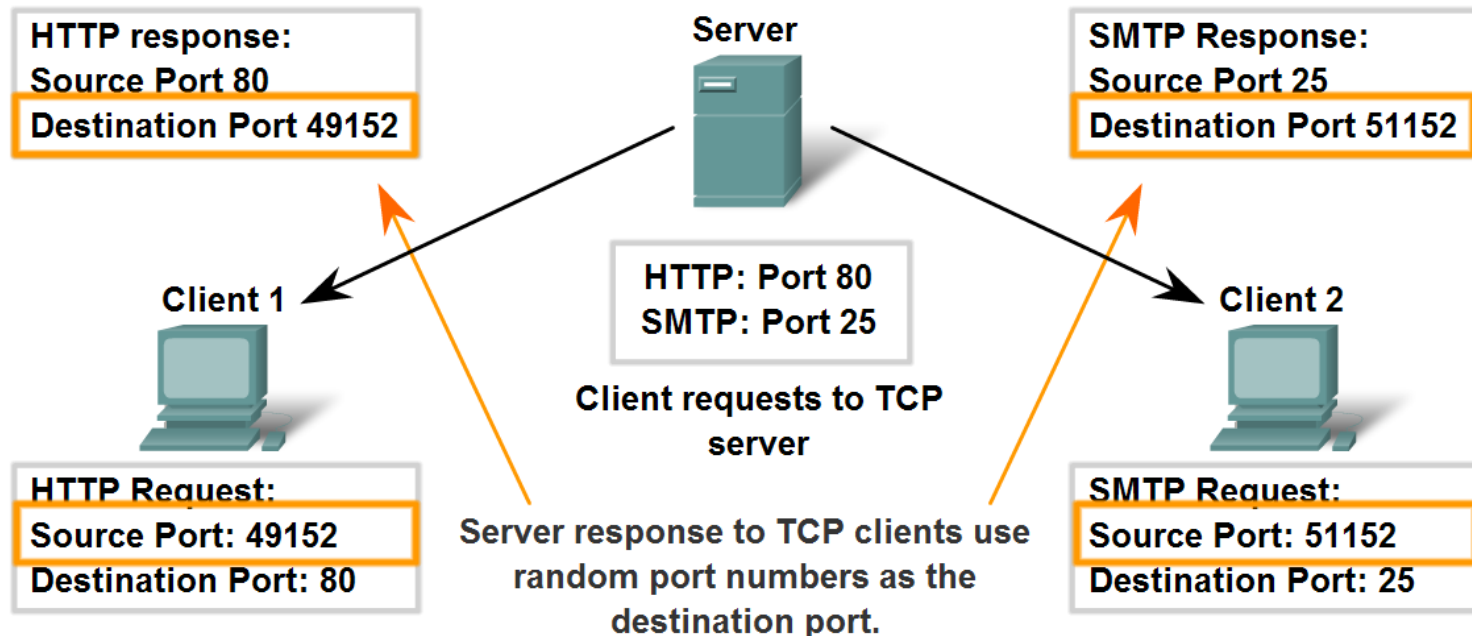 HTTP response:
Source Port 80
Destination Port 49152
Server
SMTP Response:
Source Port 25
Destination Port 51152
HTTP: Port 80
SMTP: Port 25
Client 1
Client 2
Client requests to TCP
server
HTTP Request:
Source Port: 49152
Destination Port: 80
Server response to TCP clients use
random port numbers as the
destination port.
SMTP Request:
Source Port: 51152
Destination Port: 25